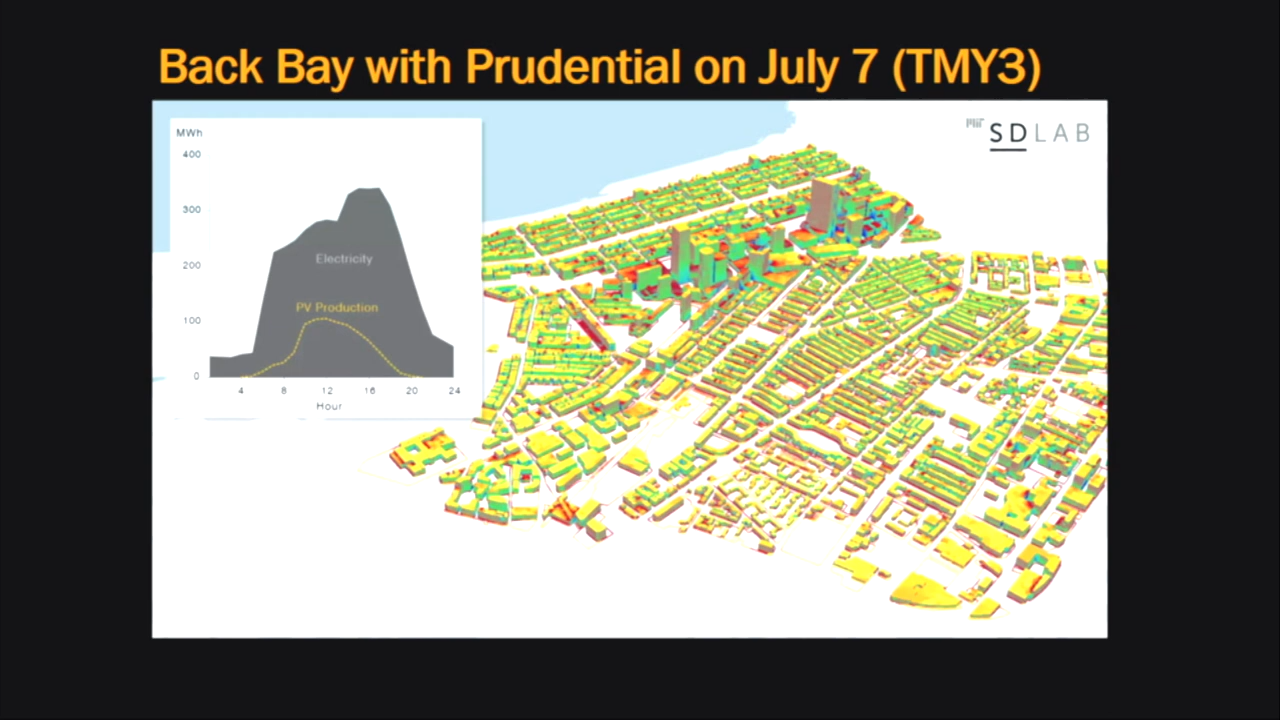 Back Bay with Prudential on July 7 (TMY3)
MIT SDLAB
MWh
400
300
200
100
0
Electricity
PV Production
4 8 12 16 20 24
Hour